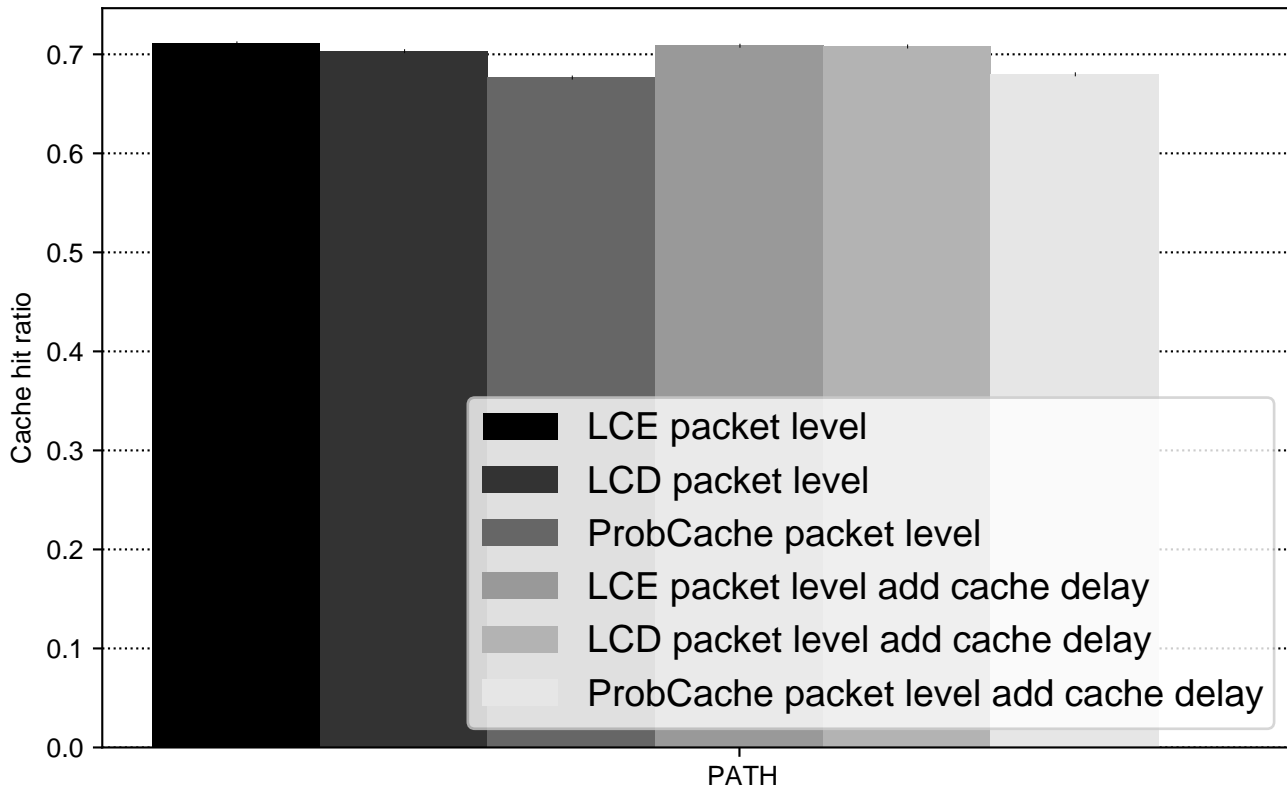 0.7
0.6
0.5
0.4
0.3
0.2
0.1
0.0
Cache hit ratio
LCE packet level
LCD packet level
ProbCache packet level
LCE packet level add cache delay
LCD packet level add cache delay
ProbCache packet level add cache delay
PATH